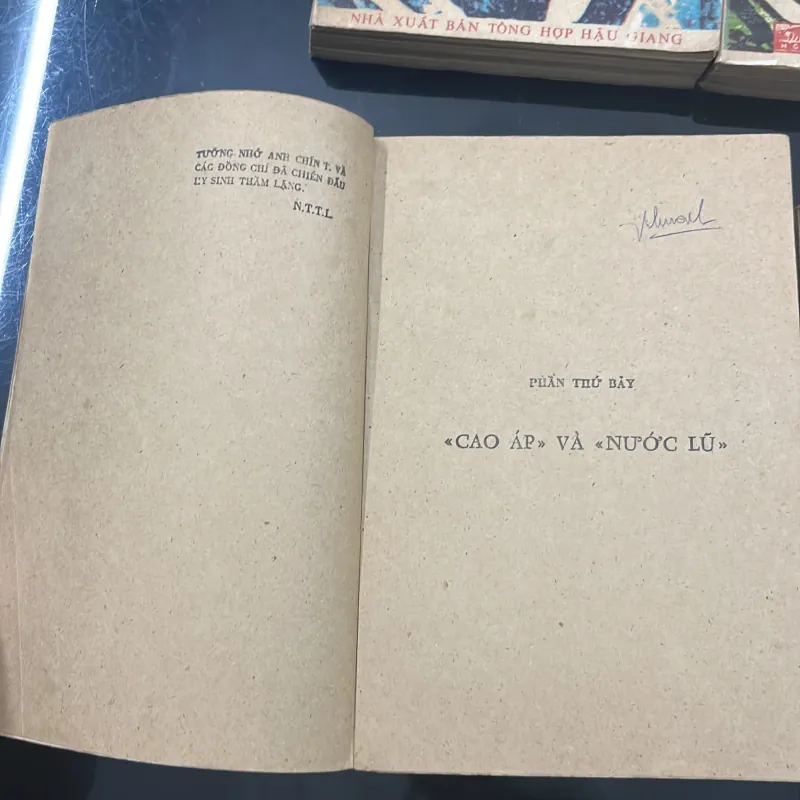 NHÀ XUẤT BẢN TỔNG HỢP HẬU GIANG
TƯỞNG NHỚ ANH CHÍN T. VÀ
CÁC ĐỒNG CHÍ ĐÃ CHIẾN ĐẤU
HY SINH THẦM LẶNG.
N.T.T.L.
PHẦN THỨ BẢY
«CAO ÁP» VÀ «NƯỚC LŨ»